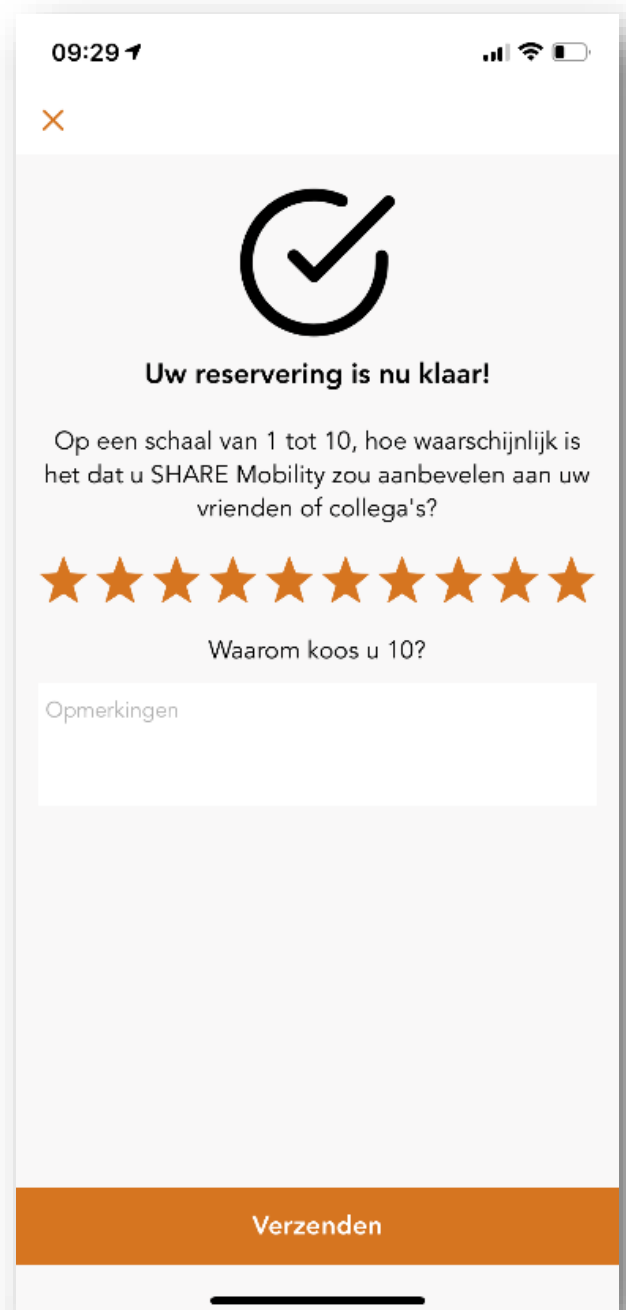 09:29
Uw reservering is nu klaar!
Op een schaal van 1 tot 10, hoe waarschijnlijk is
het dat u SHARE Mobility zou aanbevelen aan uw
vrienden of collega's?
Waarom koos u 10?
Opmerkingen
Verzenden